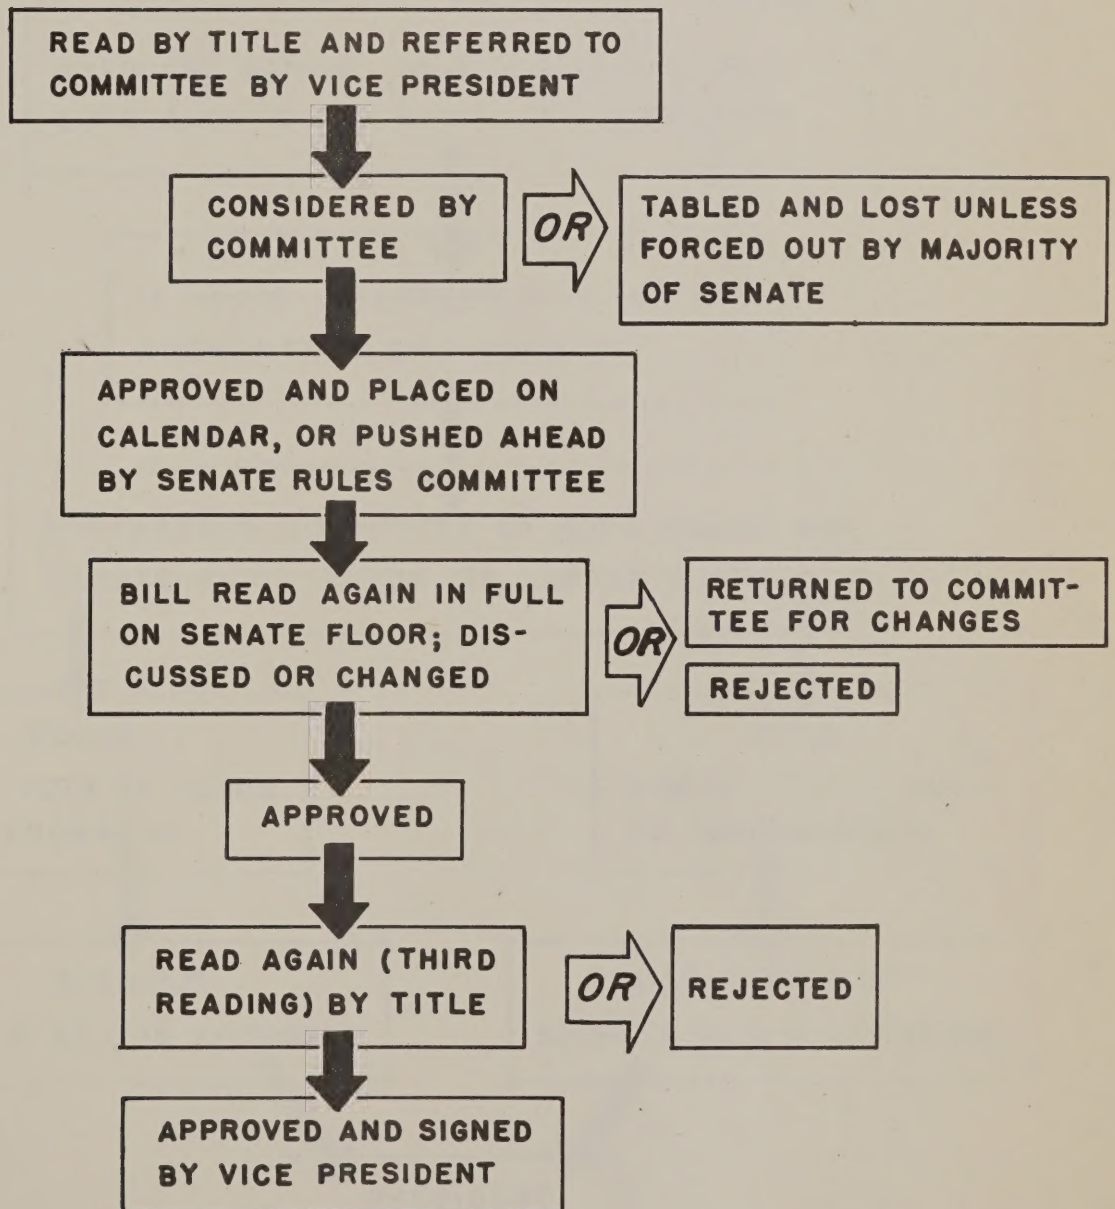 READ BY TITLE AND REFERRED TO
COMMITTEE BY VICE PRESIDENT
CONSIDERED BY
COMMITTEE
OR
TABLED AND LOST UNLESS
FORCED OUT BY MAJORITY
OF SENATE
APPROVED AND PLACED ON
CALENDAR, OR PUSHED AHEAD
BY SENATE RULES COMMITTEE
BILL READ AGAIN IN FULL
ON SENATE FLOOR; DIS-
CUSSED OR CHANGED
OR
RETURNED TO COMMIT-
TEE FOR CHANGES
REJECTED
APPROVED
READ AGAIN (THIRD
READING) BY TITLE
OR
REJECTED
APPROVED AND SIGNED
BY VICE PRESIDENT